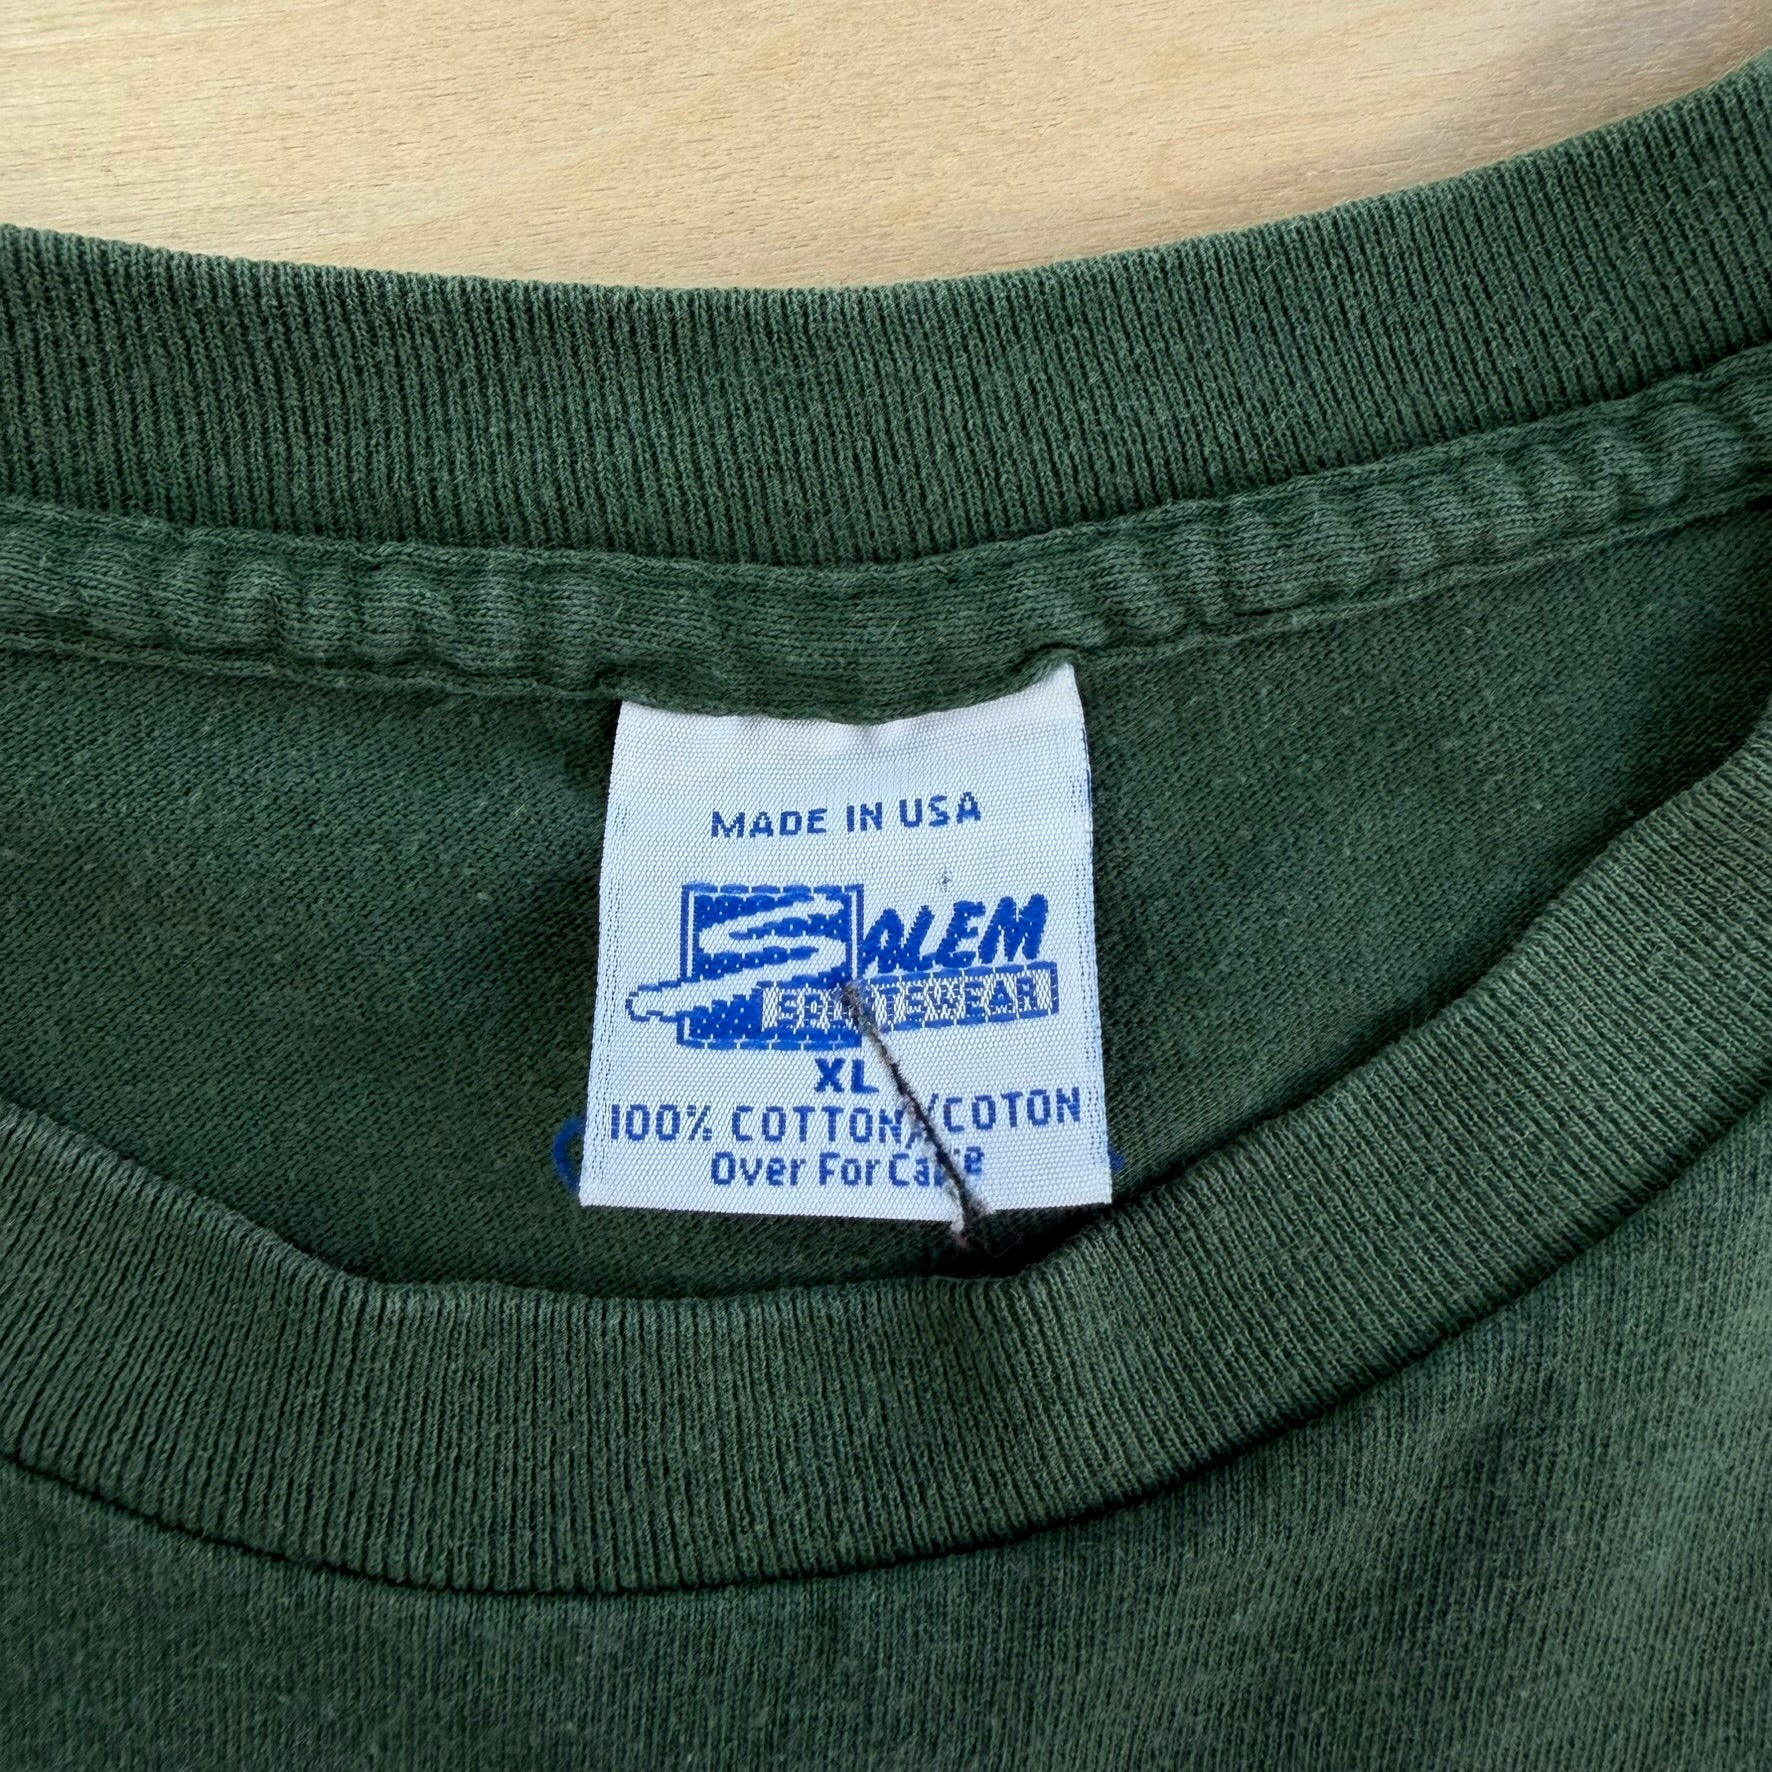 MADE IN USA
SALEM
SPORTSWEAR
XL
100% COTTON/COTON
Over For Care